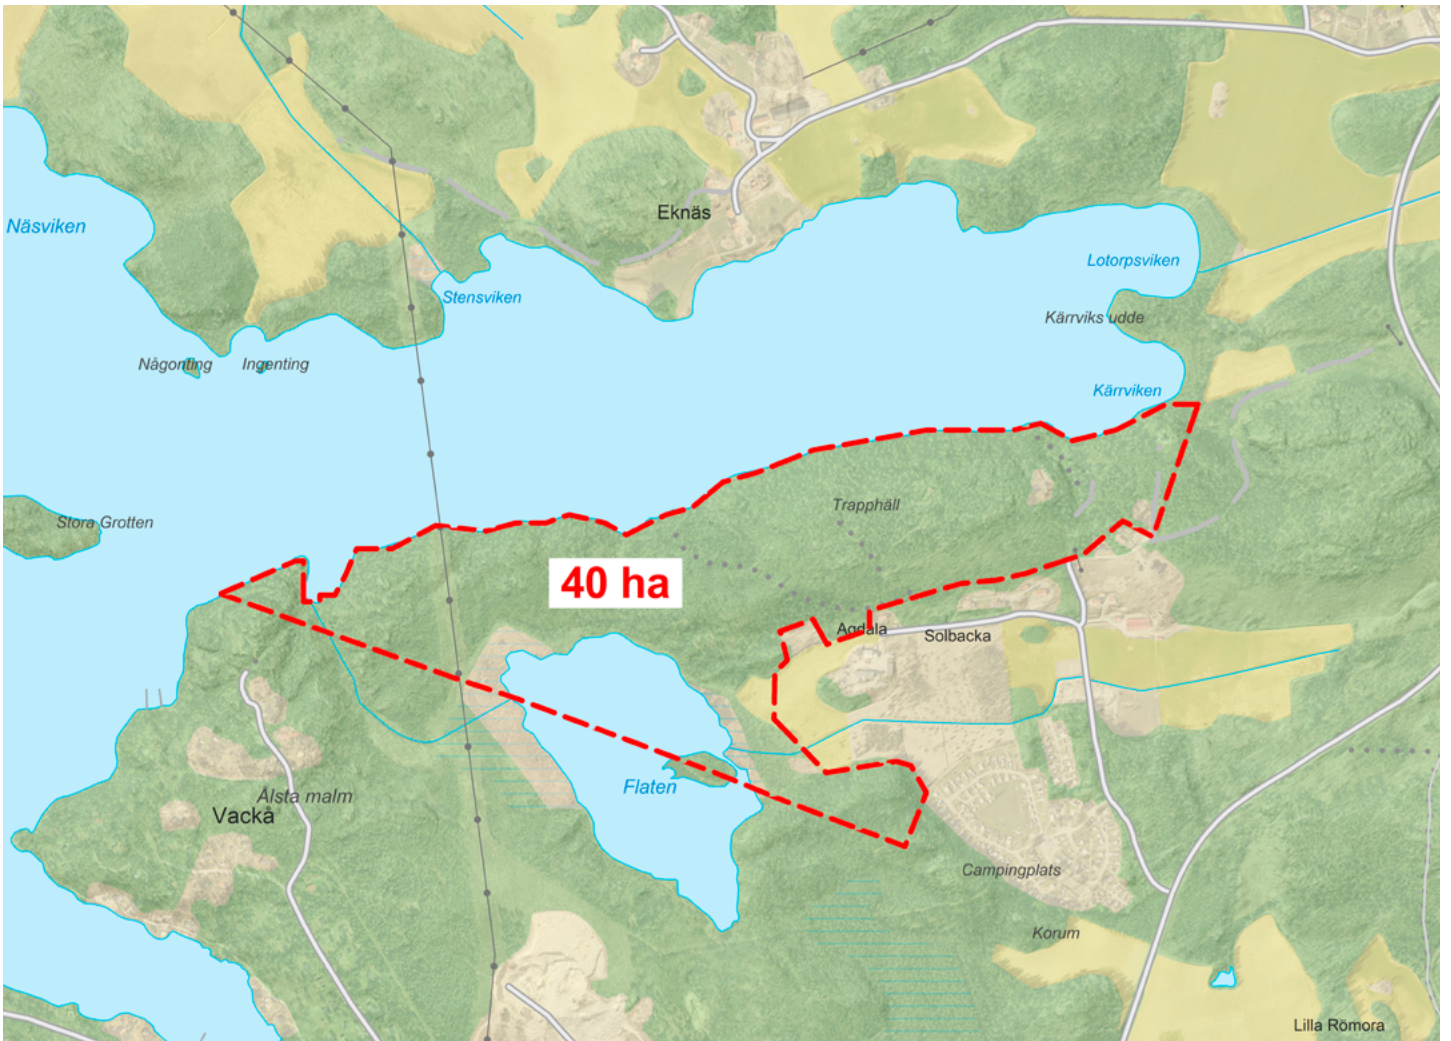 Eknäs
Näsviken
Lotorpsviken
Stensviken
Kärrviks udde
Någonting
Ingenting
Kärrviken
Trapphäll
Stora Grotten
40 ha
Agdala
Solbacka
Flaten
Ålsta malm
Vacka
Campingplats
Korum
Lilla Römora